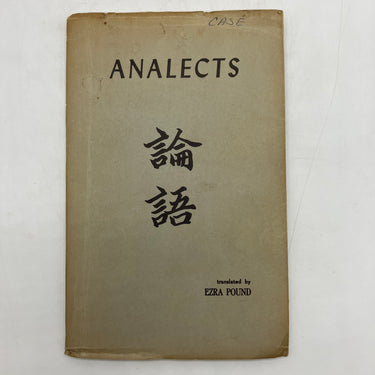 CASE
ANALECTS
論
語
translated by
EZRA POUND